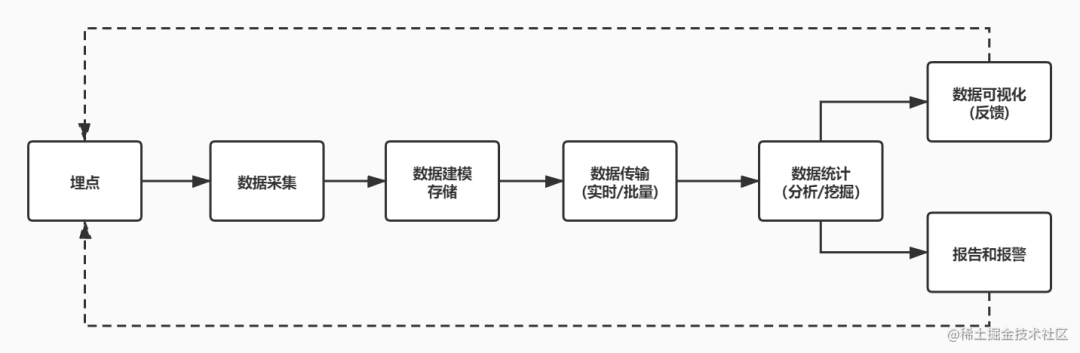 埋点
数据采集
数据建模
存储
数据传输
(实时/批量)
数据统计
(分析/挖掘)
数据可视化
(反馈)
报告和报警
@稀土掘金技术社区